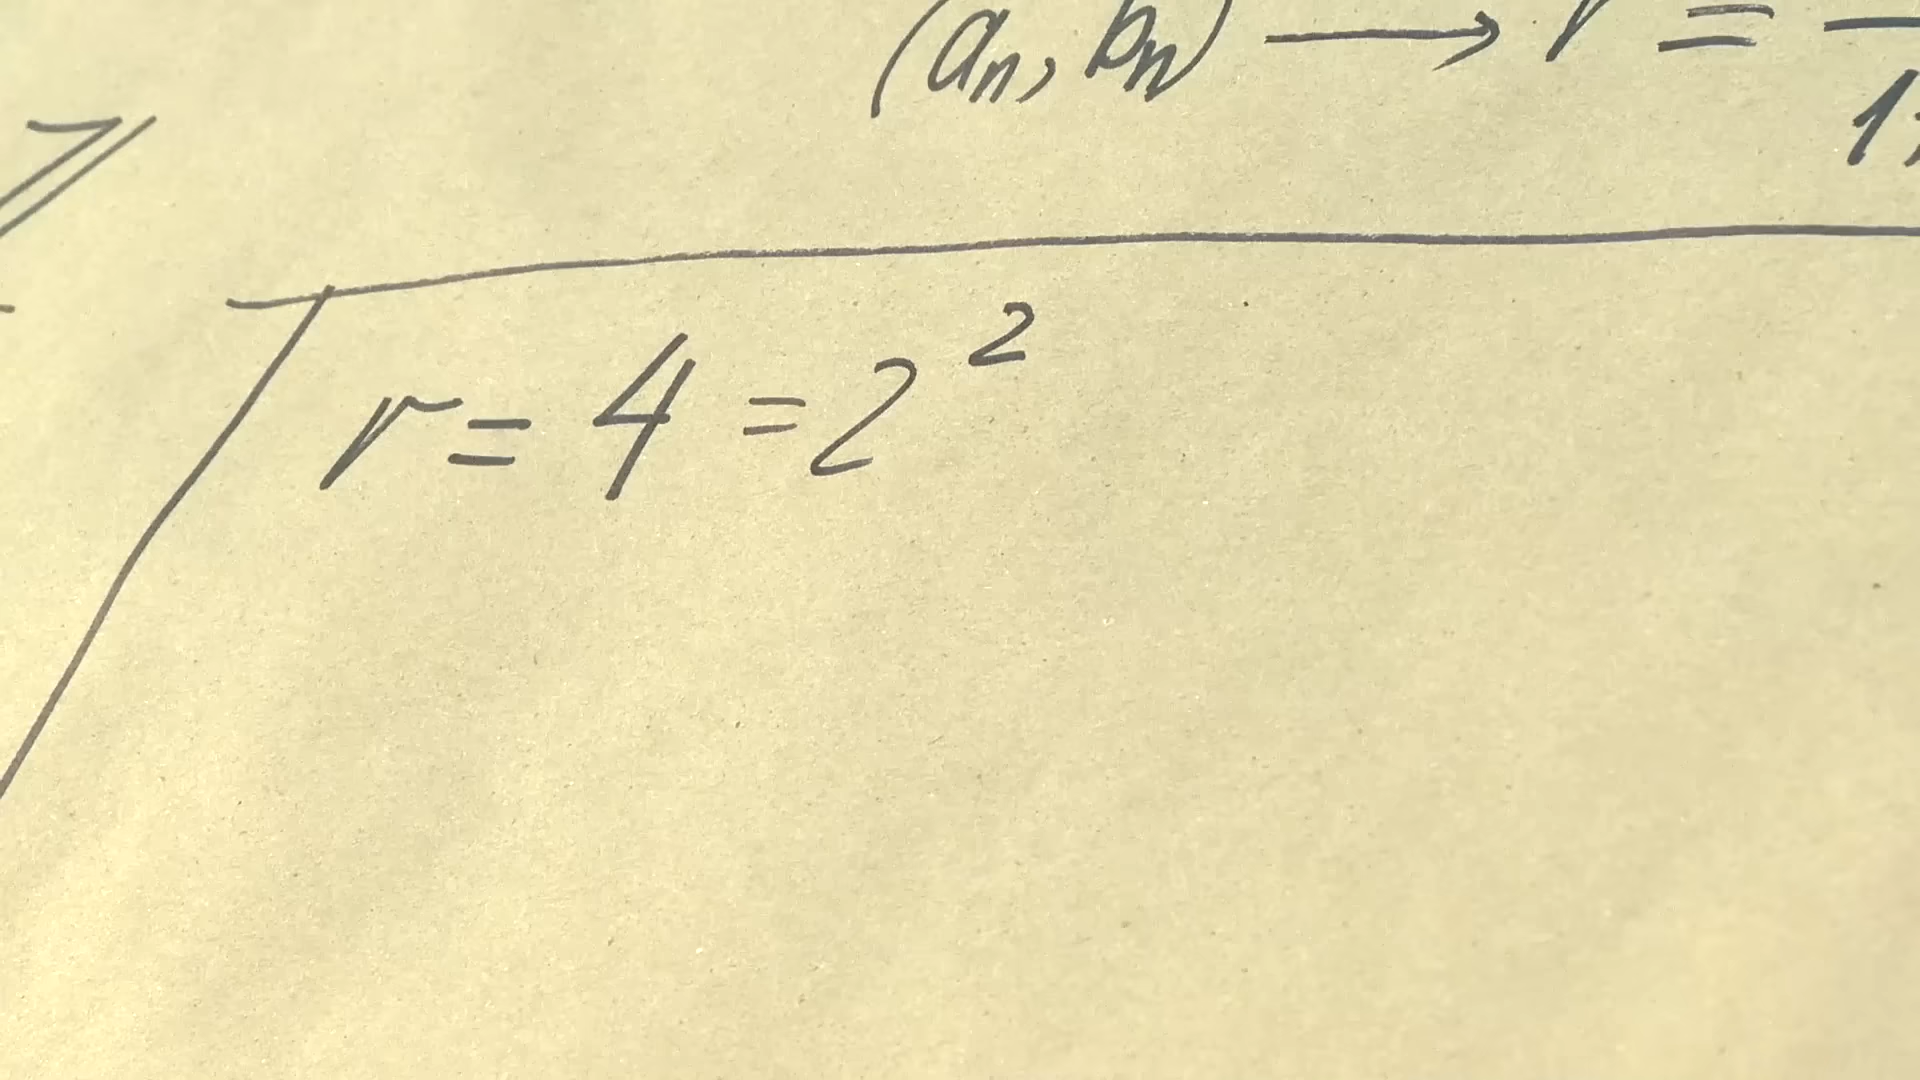 (aₙ, bₙ) ⟶ r =
r = 4 = 2²